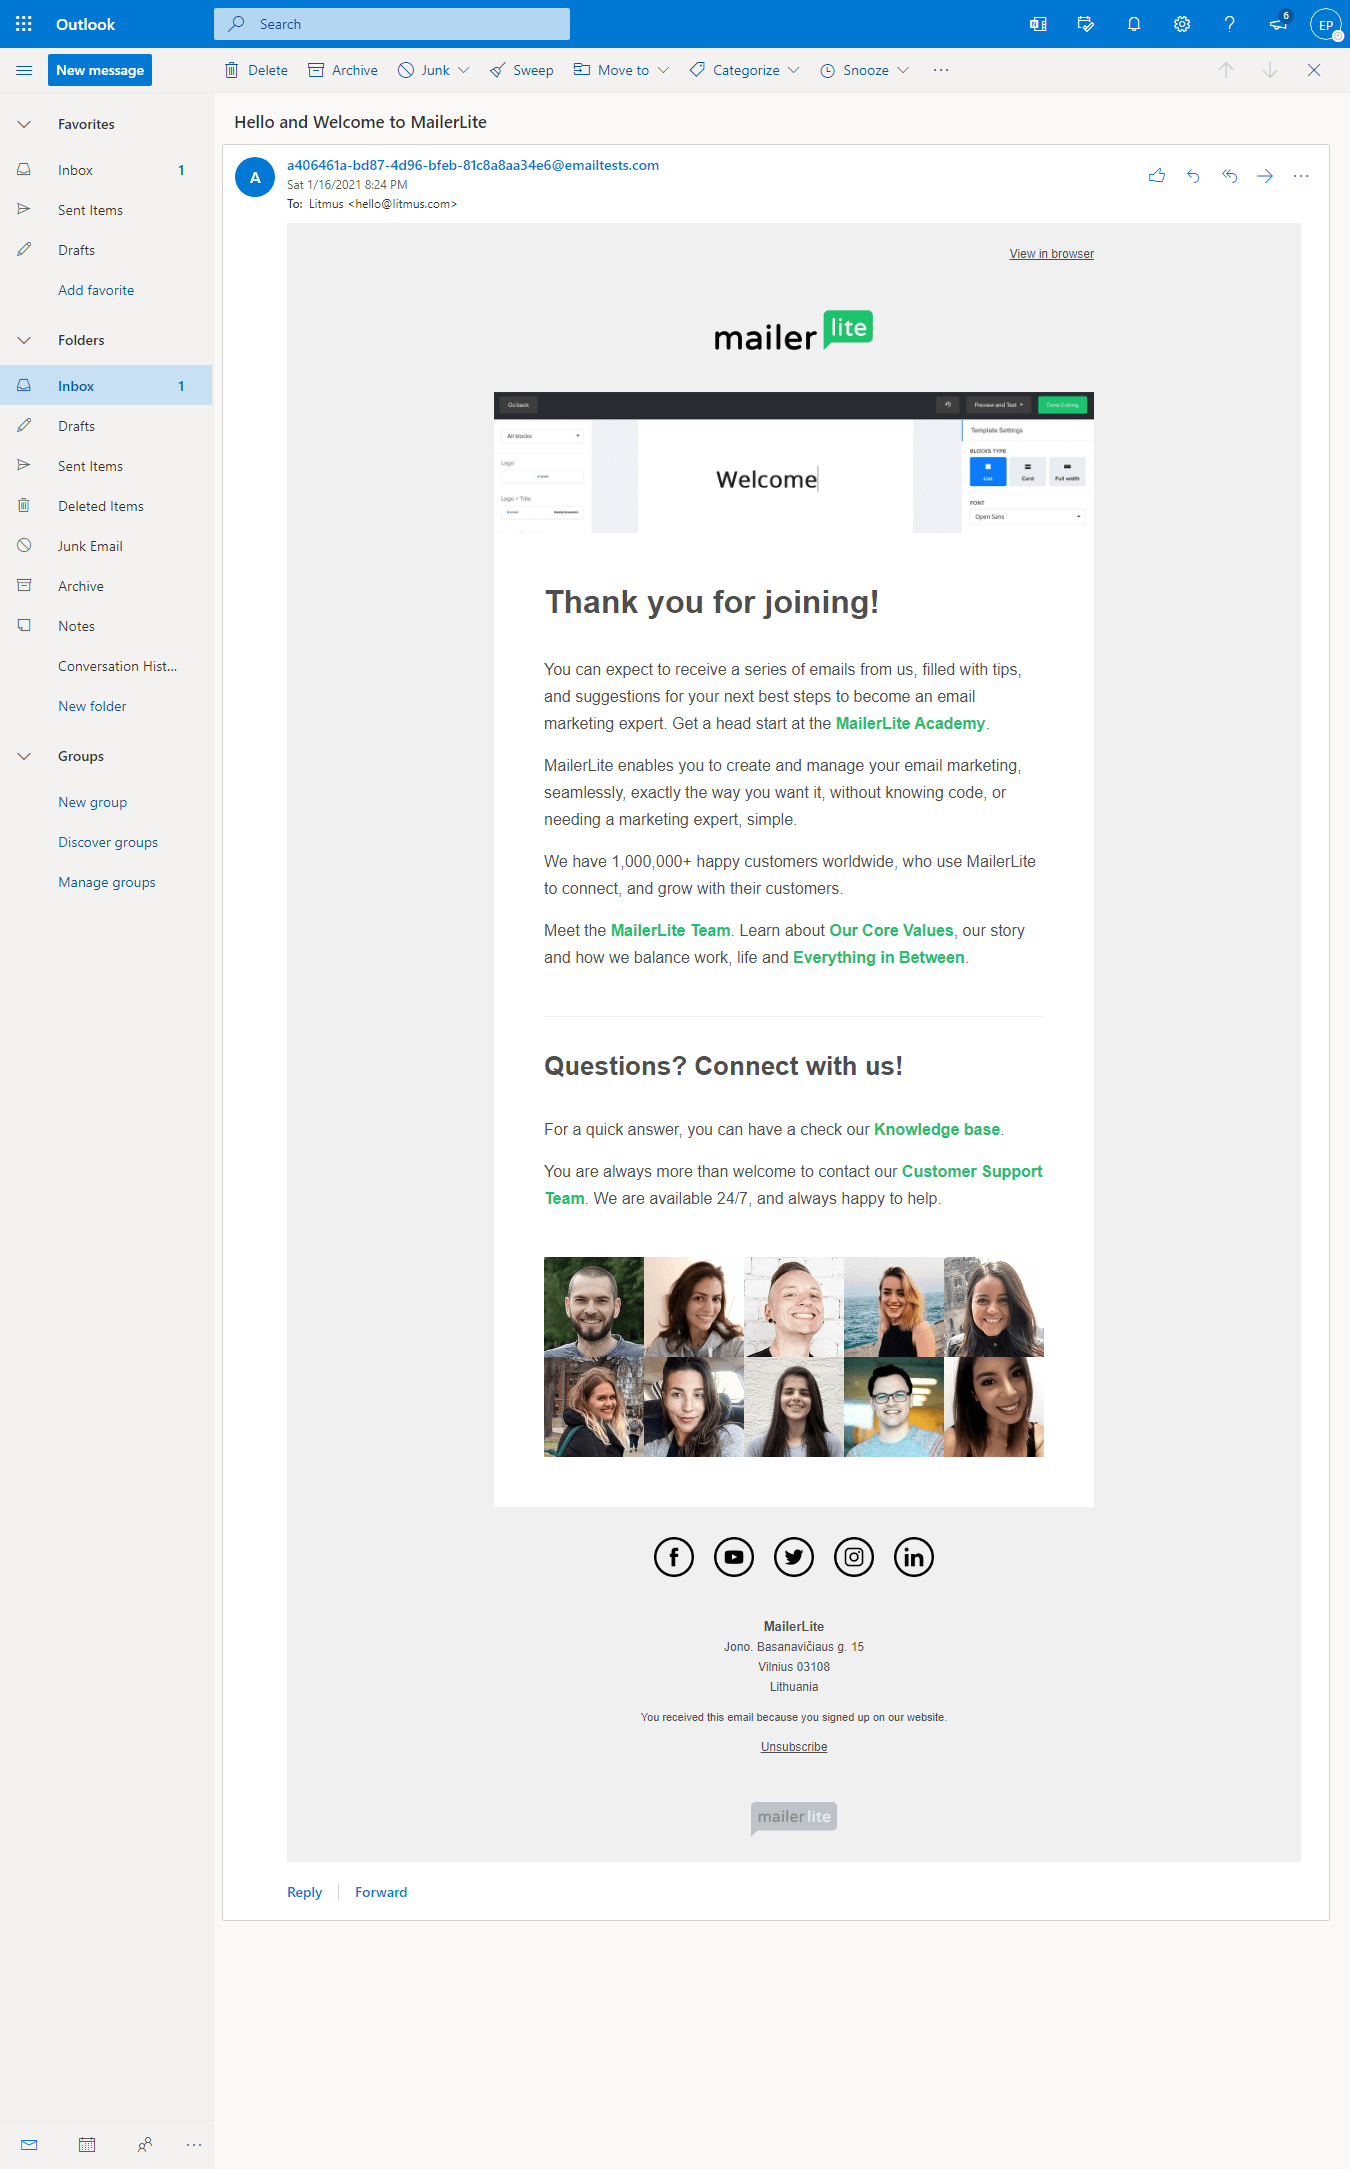 Outlook
Search
6
EP
New message
Delete
Archive
Junk
Sweep
Move to
Categorize
Snooze
Favorites
Inbox 1
Sent Items
Drafts
Add favorite
Folders
Inbox 1
Drafts
Sent Items
Deleted Items
Junk Email
Archive
Notes
Conversation Hist...
New folder
Groups
New group
Discover groups
Manage groups
Hello and Welcome to MailerLite
A
a406461a-bd87-4d96-bfeb-81c8a8aa34e6@emailtests.com
Sat 1/16/2021 8:24 PM
To: Litmus <hello@litmus.com>
View in browser
mailer lite
Go back
Preview and Test
Done Editing
All blocks
Logo
Logo + Title
Welcome
Template Settings
BLOCKS TYPE
List
Card
Full width
FONT
Open Sans
Thank you for joining!
You can expect to receive a series of emails from us, filled with tips,
and suggestions for your next best steps to become an email
marketing expert. Get a head start at the MailerLite Academy.
MailerLite enables you to create and manage your email marketing,
seamlessly, exactly the way you want it, without knowing code, or
needing a marketing expert, simple.
We have 1,000,000+ happy customers worldwide, who use MailerLite
to connect, and grow with their customers.
Meet the MailerLite Team. Learn about Our Core Values, our story
and how we balance work, life and Everything in Between.
Questions? Connect with us!
For a quick answer, you can have a check our Knowledge base.
You are always more than welcome to contact our Customer Support
Team. We are available 24/7, and always happy to help.
MailerLite
Jono. Basanavičiaus g. 15
Vilnius 03108
Lithuania
You received this email because you signed up on our website.
Unsubscribe
mailer lite
Reply
Forward